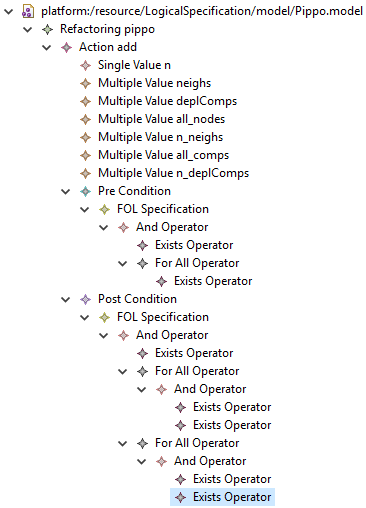 platform:/resource/LogicalSpecification/model/Pippo.model
Refactoring pippo
Action add
Single Value n
Multiple Value neighs
Multiple Value deplComps
Multiple Value all_nodes
Multiple Value n_neighs
Multiple Value all_comps
Multiple Value n_deplComps
Pre Condition
FOL Specification
And Operator
Exists Operator
For All Operator
Exists Operator
Post Condition
FOL Specification
And Operator
Exists Operator
For All Operator
And Operator
Exists Operator
Exists Operator
For All Operator
And Operator
Exists Operator
Exists Operator